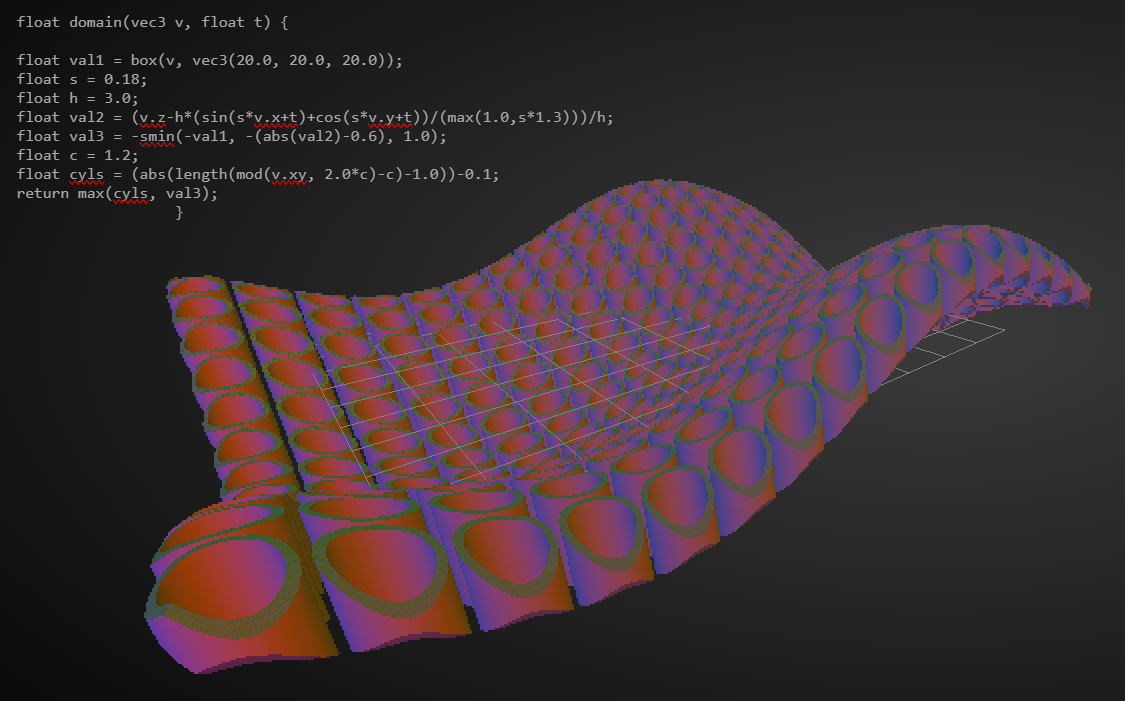 float domain(vec3 v, float t) {
float val1 = box(v, vec3(20.0, 20.0, 20.0));
float s = 0.18;
float h = 3.0;
float val2 = (v.z-h*(sin(s*v.x+t)+cos(s*v.y+t))/(max(1.0,s*1.3)))/h;
float val3 = -smin(-val1, -(abs(val2)-0.6), 1.0);
float c = 1.2;
float cyls = (abs(length(mod(v.xy, 2.0*c)-c)-1.0))-0.1;
return max(cyls, val3);
}